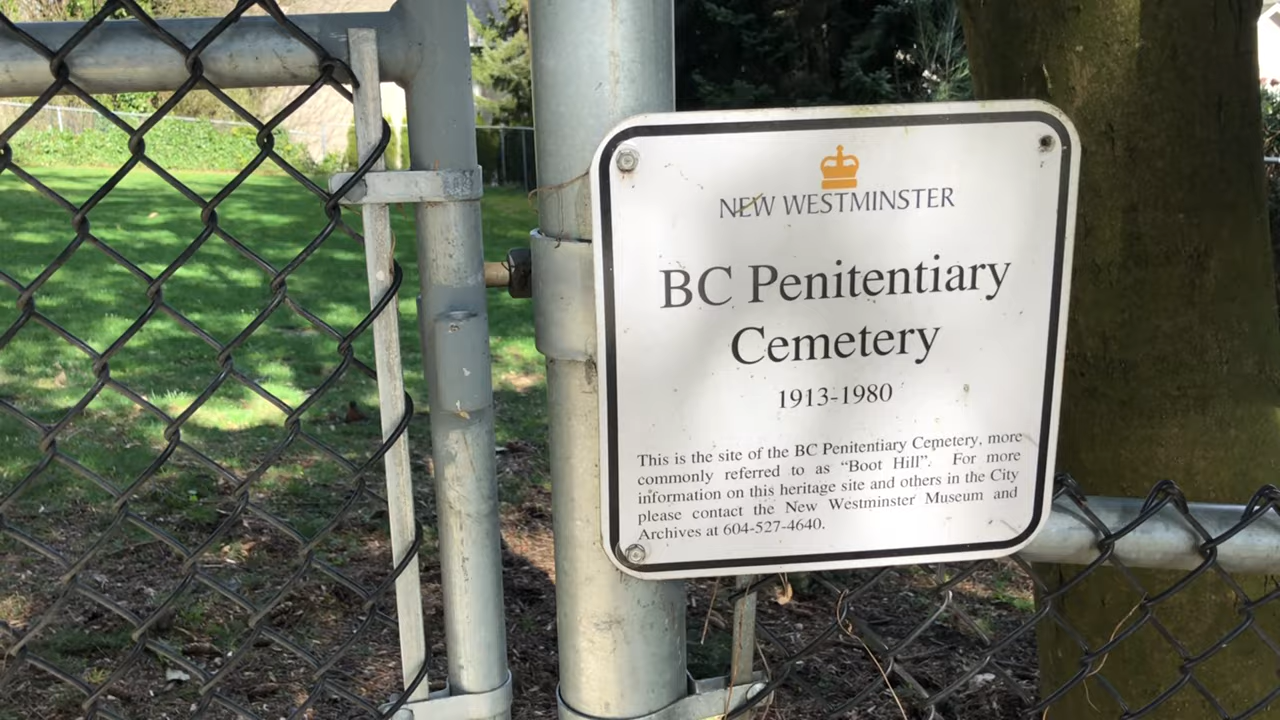 NEW WESTMINSTER
BC Penitentiary
Cemetery
1913-1980
This is the site of the BC Penitentiary Cemetery, more
commonly referred to as “Boot Hill”. For more
information on this heritage site and others in the City
please contact the New Westminster Museum and
Archives at 604-527-4640.